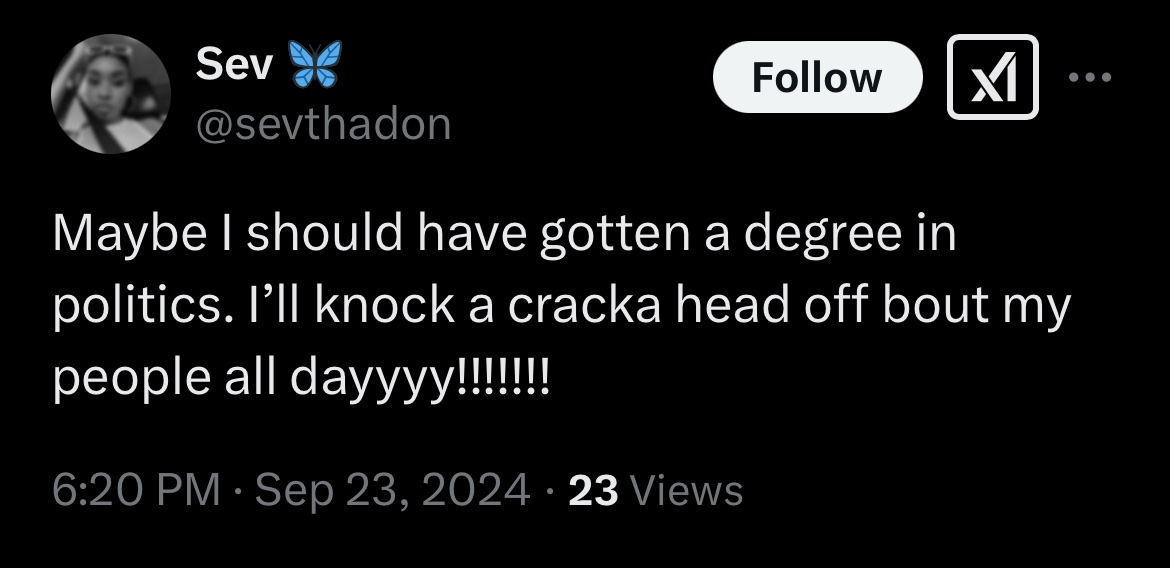 Sev 🦋
Follow
@sevthadon
Maybe I should have gotten a degree in
politics. I’ll knock a cracka head off bout my
people all dayyyy!!!!!!!
6:20 PM · Sep 23, 2024 · 23 Views